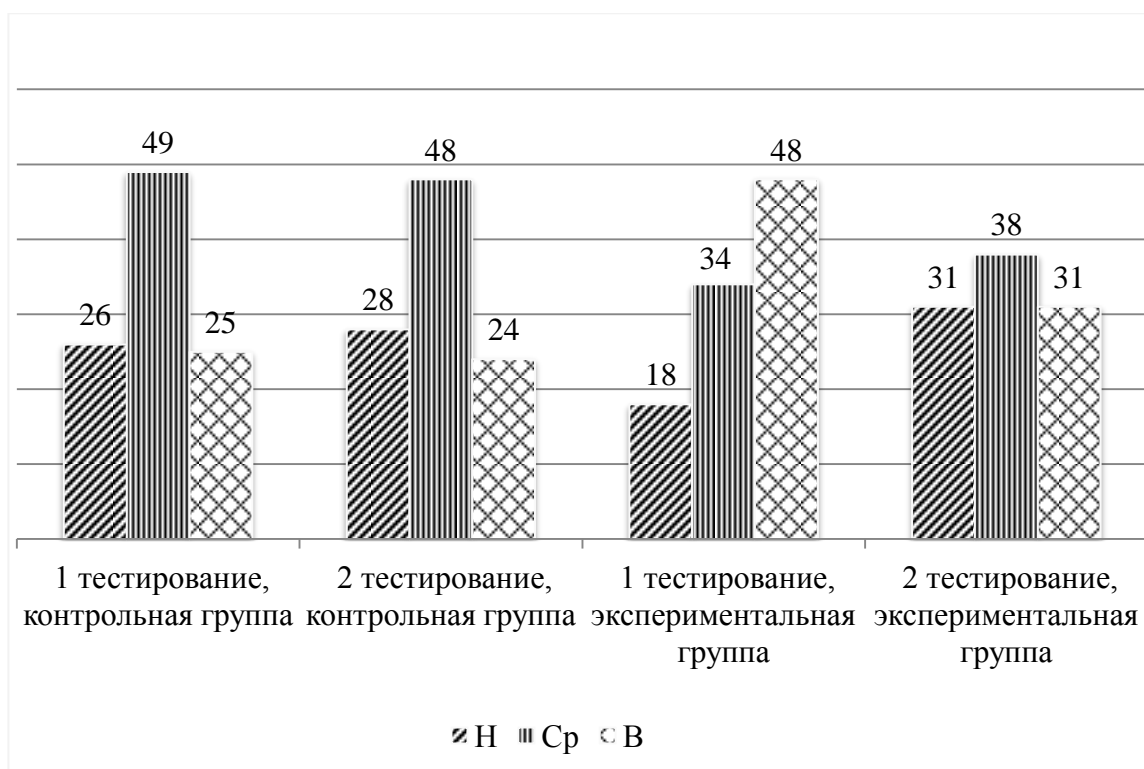 49
48
48
38
34
31
31
28
26
25
24
18
1 тестирование,
контрольная группа
2 тестирование,
контрольная группа
1 тестирование,
экспериментальная
группа
2 тестирование,
экспериментальная
группа
Н Ср В